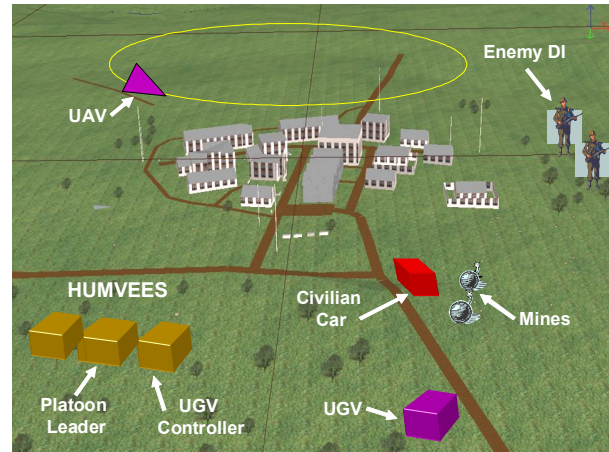 Enemy DI
UAV
HUMVEES
Civilian
Car
Mines
Platoon
Leader
UGV
Controller
UGV